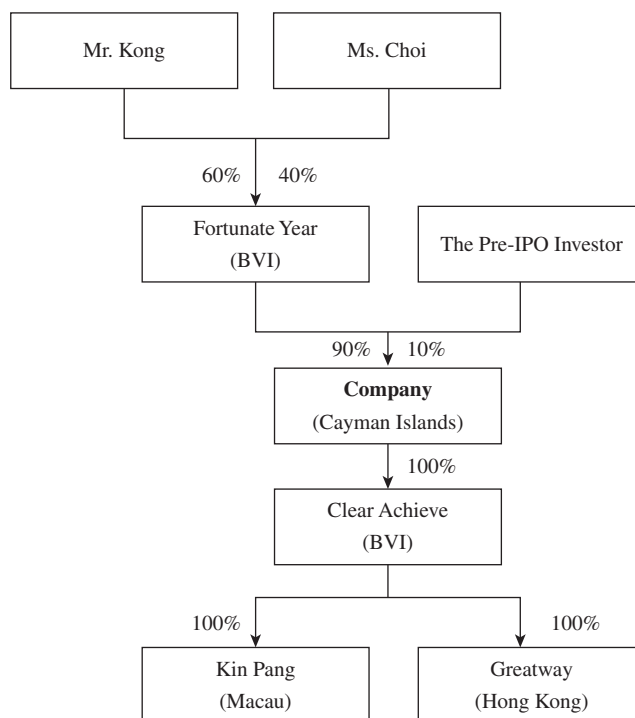 Mr. Kong
Ms. Choi
60%
40%
Fortunate Year
(BVI)
The Pre-IPO Investor
90%
10%
Company
(Cayman Islands)
100%
Clear Achieve
(BVI)
100%
100%
Kin Pang
(Macau)
Greatway
(Hong Kong)